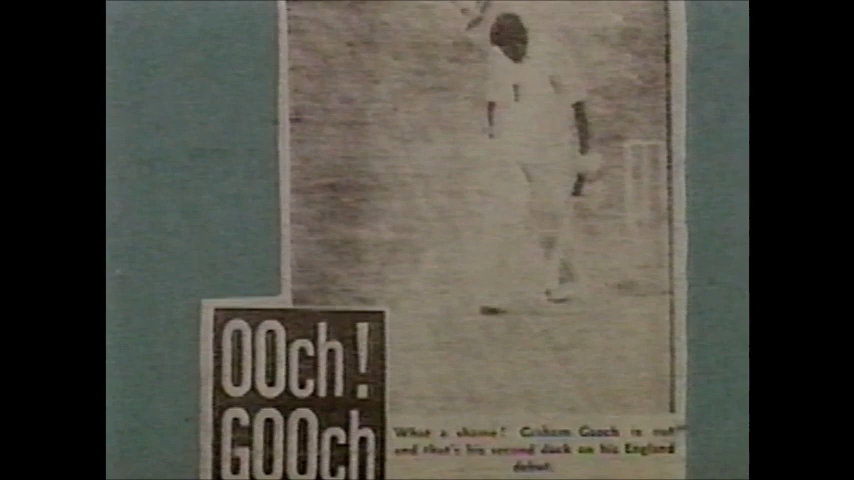 OOch!
GOOch
What a shame! Graham Gooch is out
and that's his second duck on his England
debut.